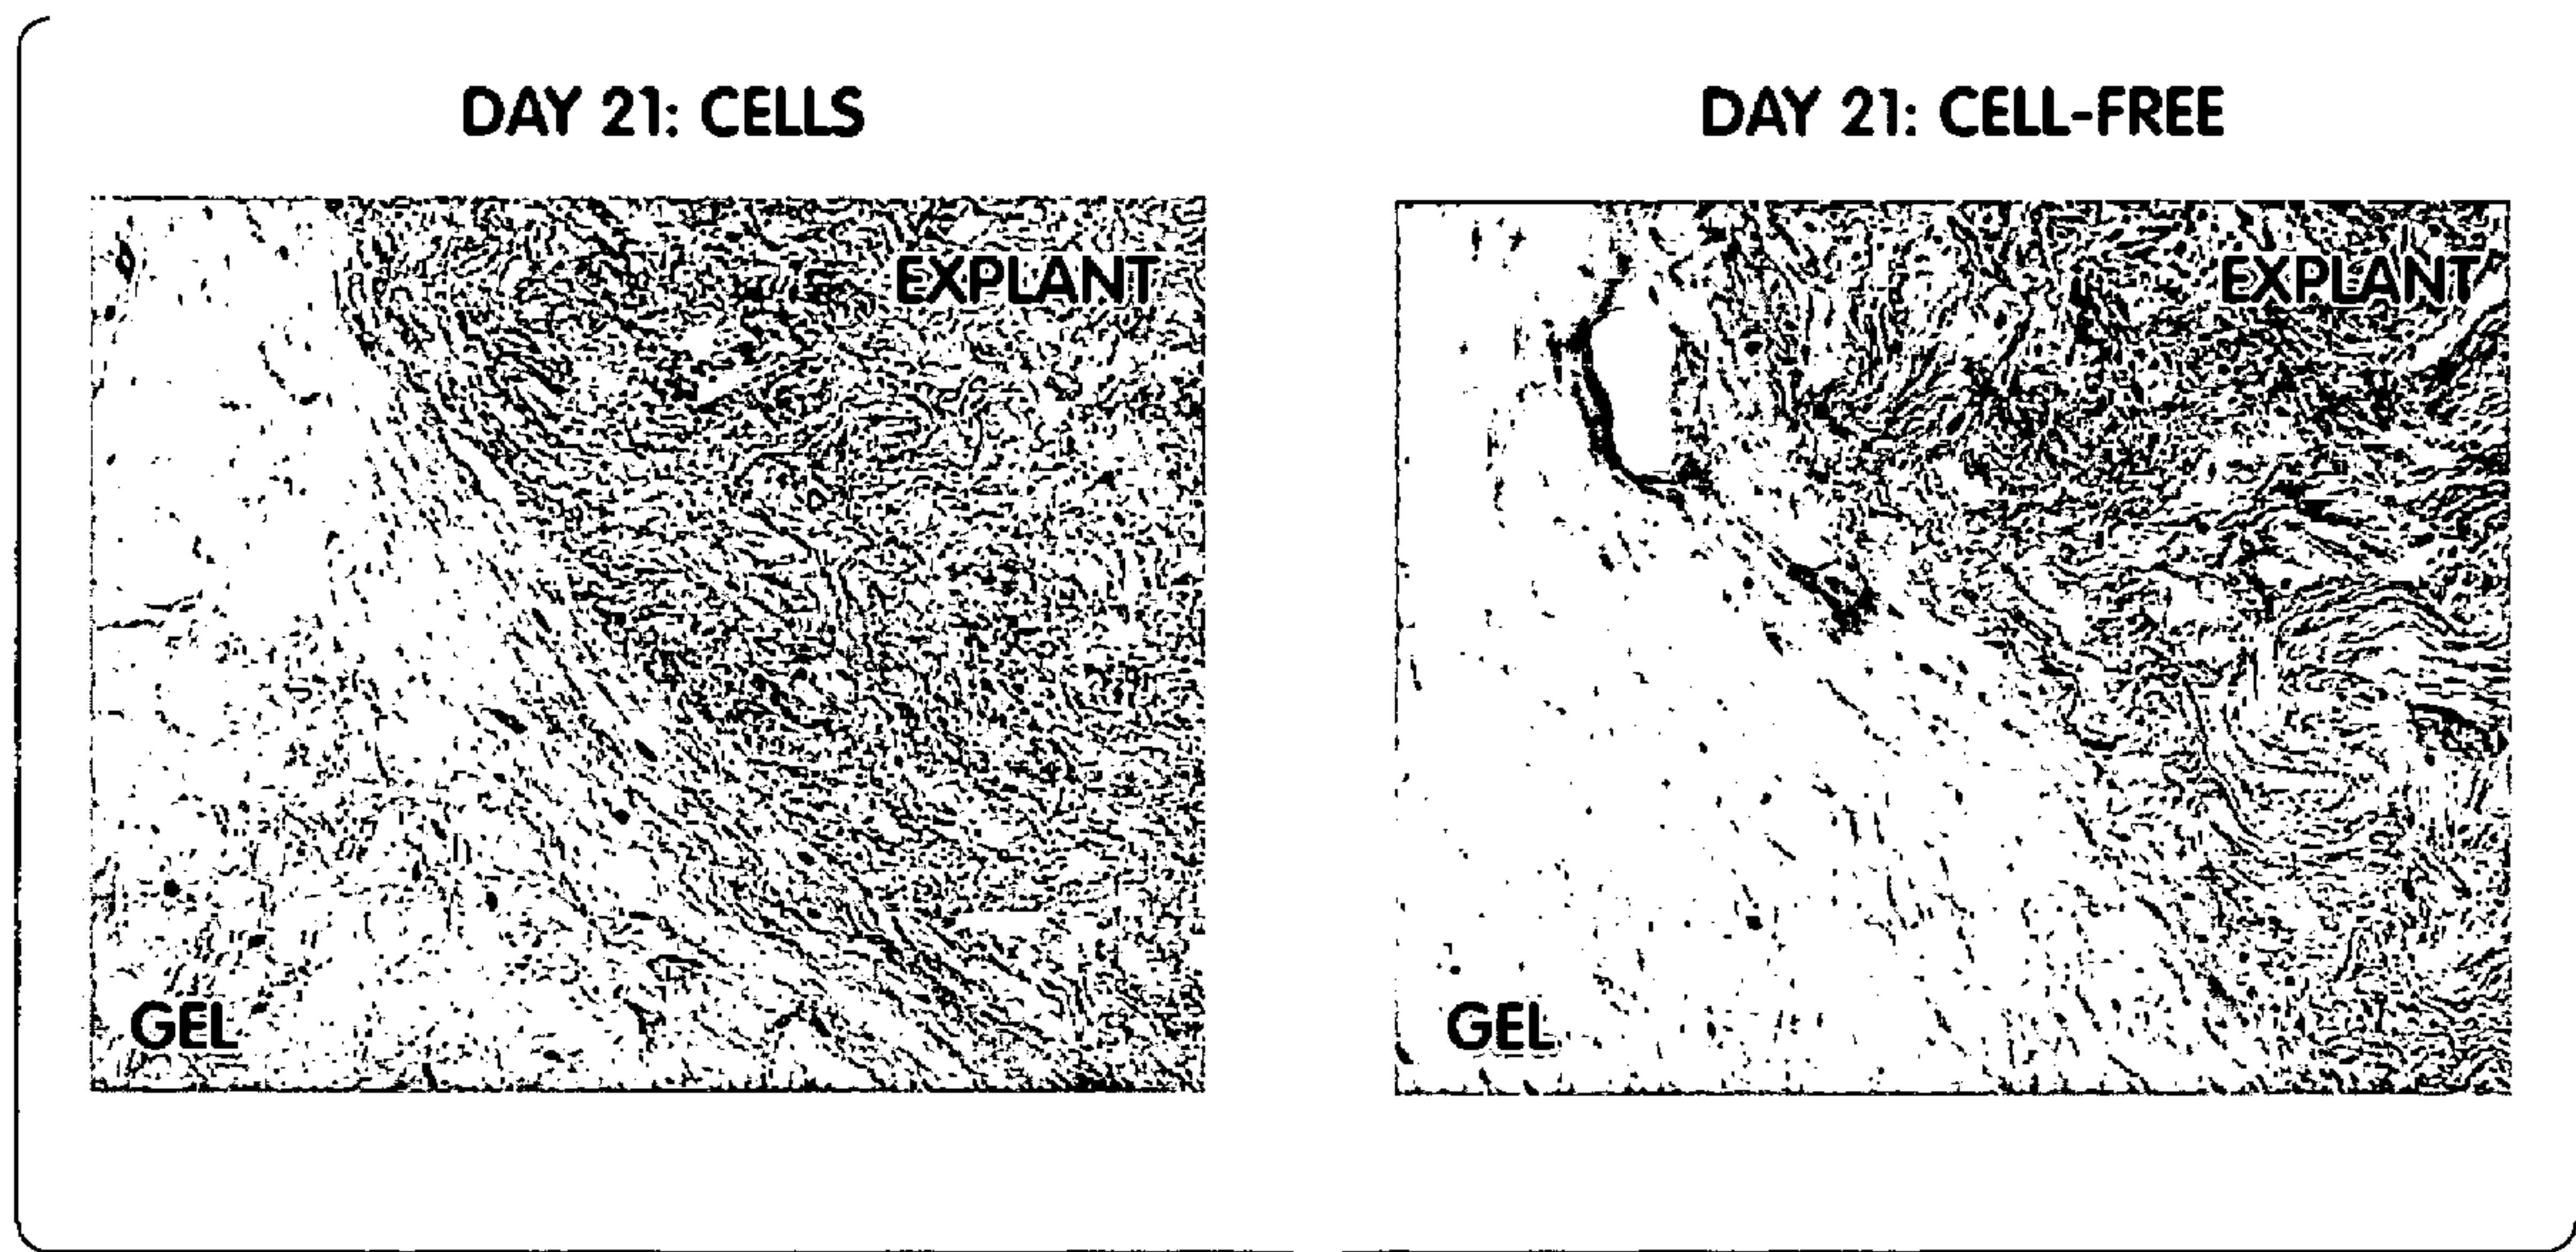 DAY 21: CELLS
DAY 21: CELL-FREE
EXPLANT
EXPLANT
GEL
GEL